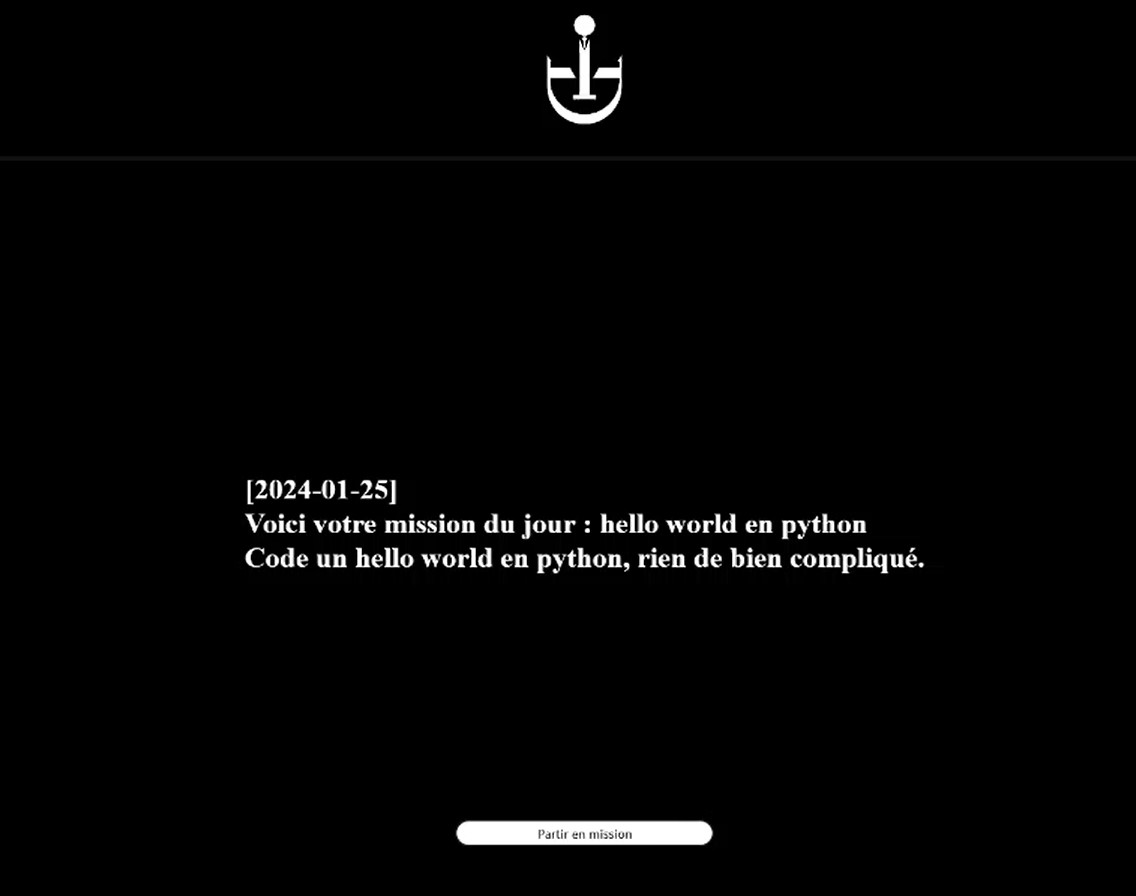 [2024-01-25]
Voici votre mission du jour : hello world en python
Code un hello world en python, rien de bien compliqué.
Partir en mission